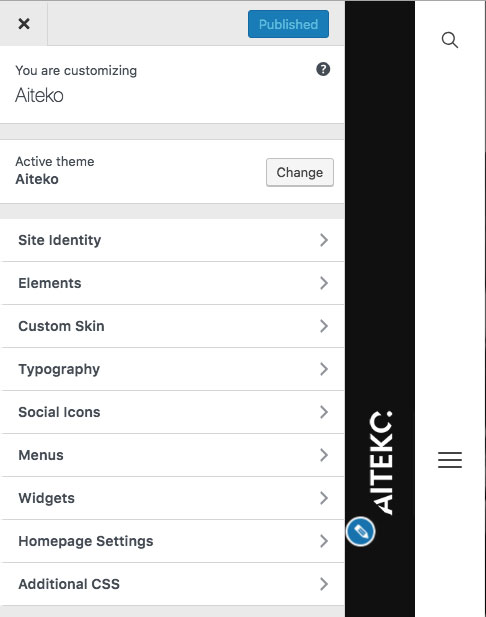 Published
You are customizing
Aiteko
Active theme
Aiteko
Change
Site Identity
Elements
Custom Skin
Typography
Social Icons
Menus
Widgets
Homepage Settings
Additional CSS
AITEKO